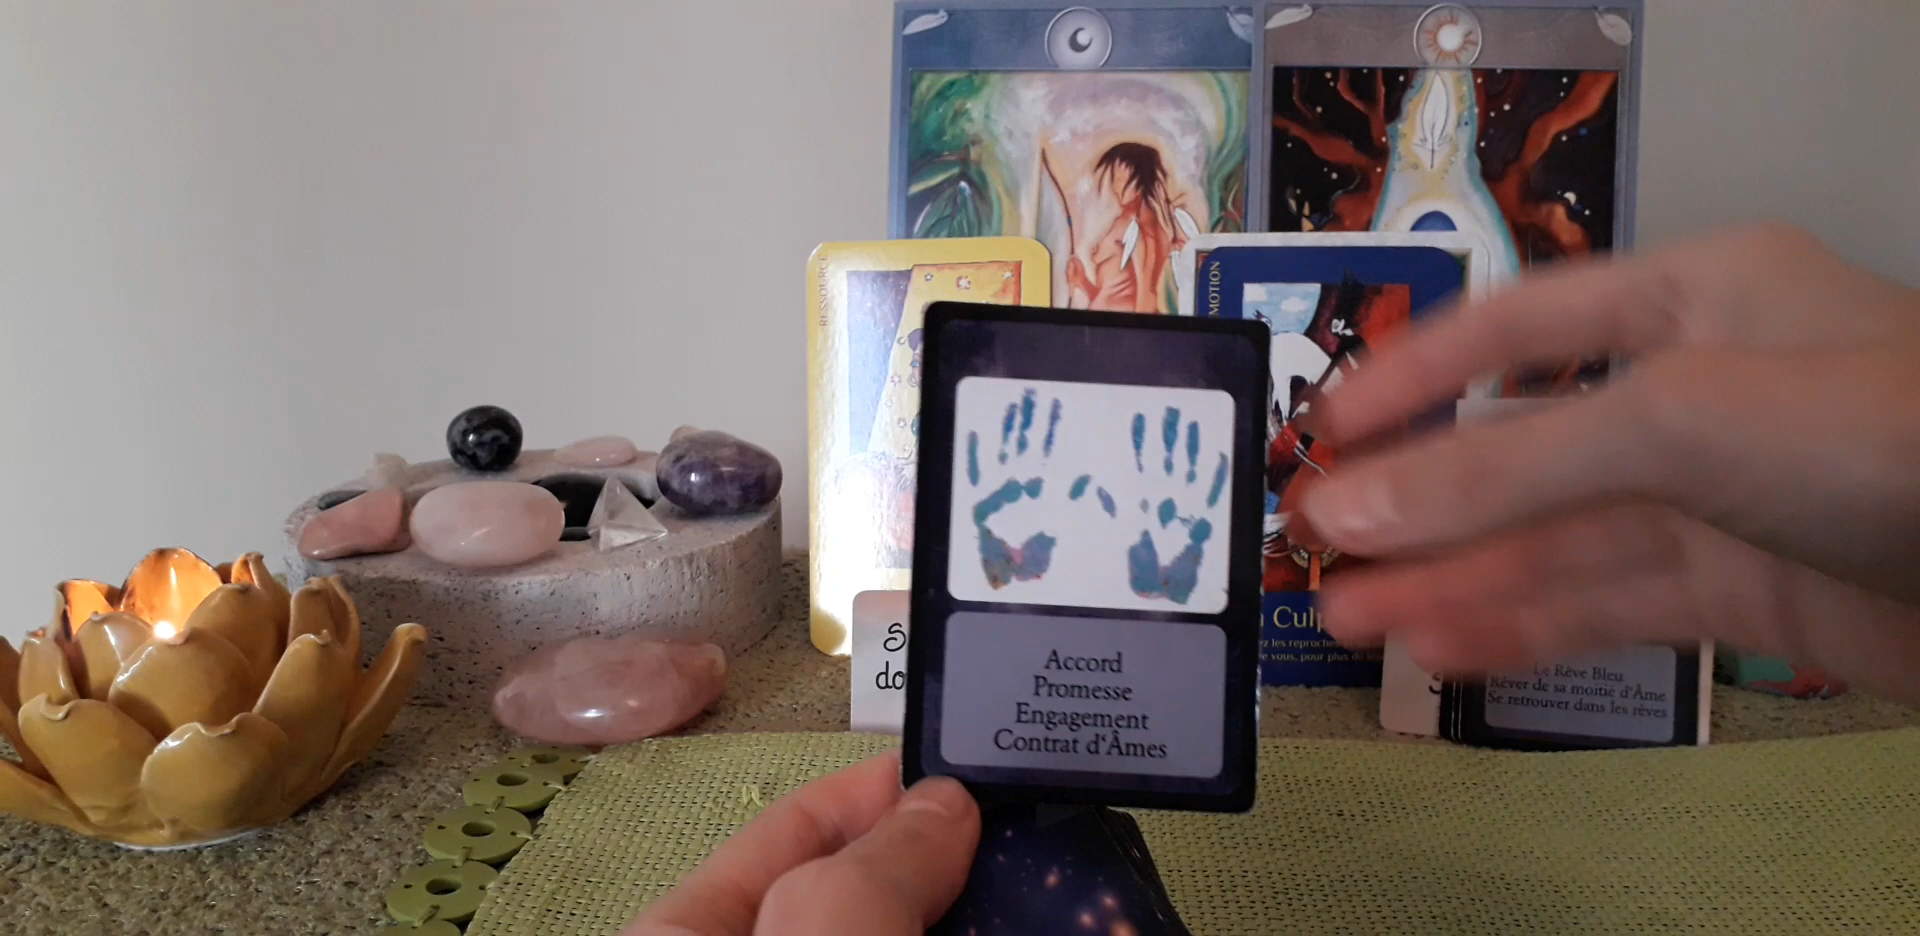 RESSOURCE
MOTION
Accord
Promesse
Engagement
Contrat d'Âmes
Le Rêve Bleu
Rêver de sa moitié d'Âme
Se retrouver dans les rêves